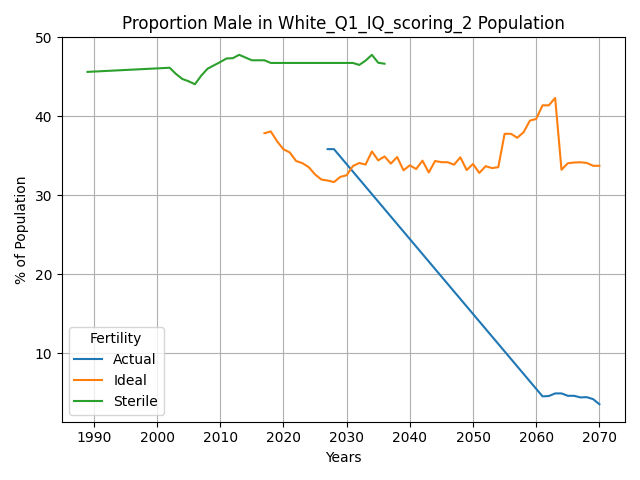 Proportion Male in White_Q1_IQ_scoring_2 Population
% of Population
50
40
30
20
10
Fertility
Actual
Ideal
Sterile
1990 2000 2010 2020 2030 2040 2050 2060 2070
Years